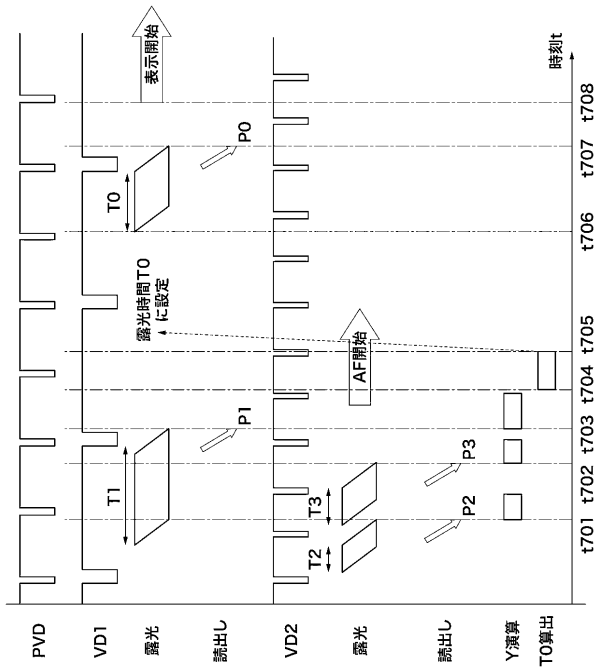 PVD
VD1
露光
読出し
VD2
露光
読出し
Y演算
T0算出
T1
P1
T0
P0
露光時間T0
に設定
表示開始
T2
T3
P2
P3
AF開始
t701
t702
t703
t704
t705
t706
t707
t708
時刻t